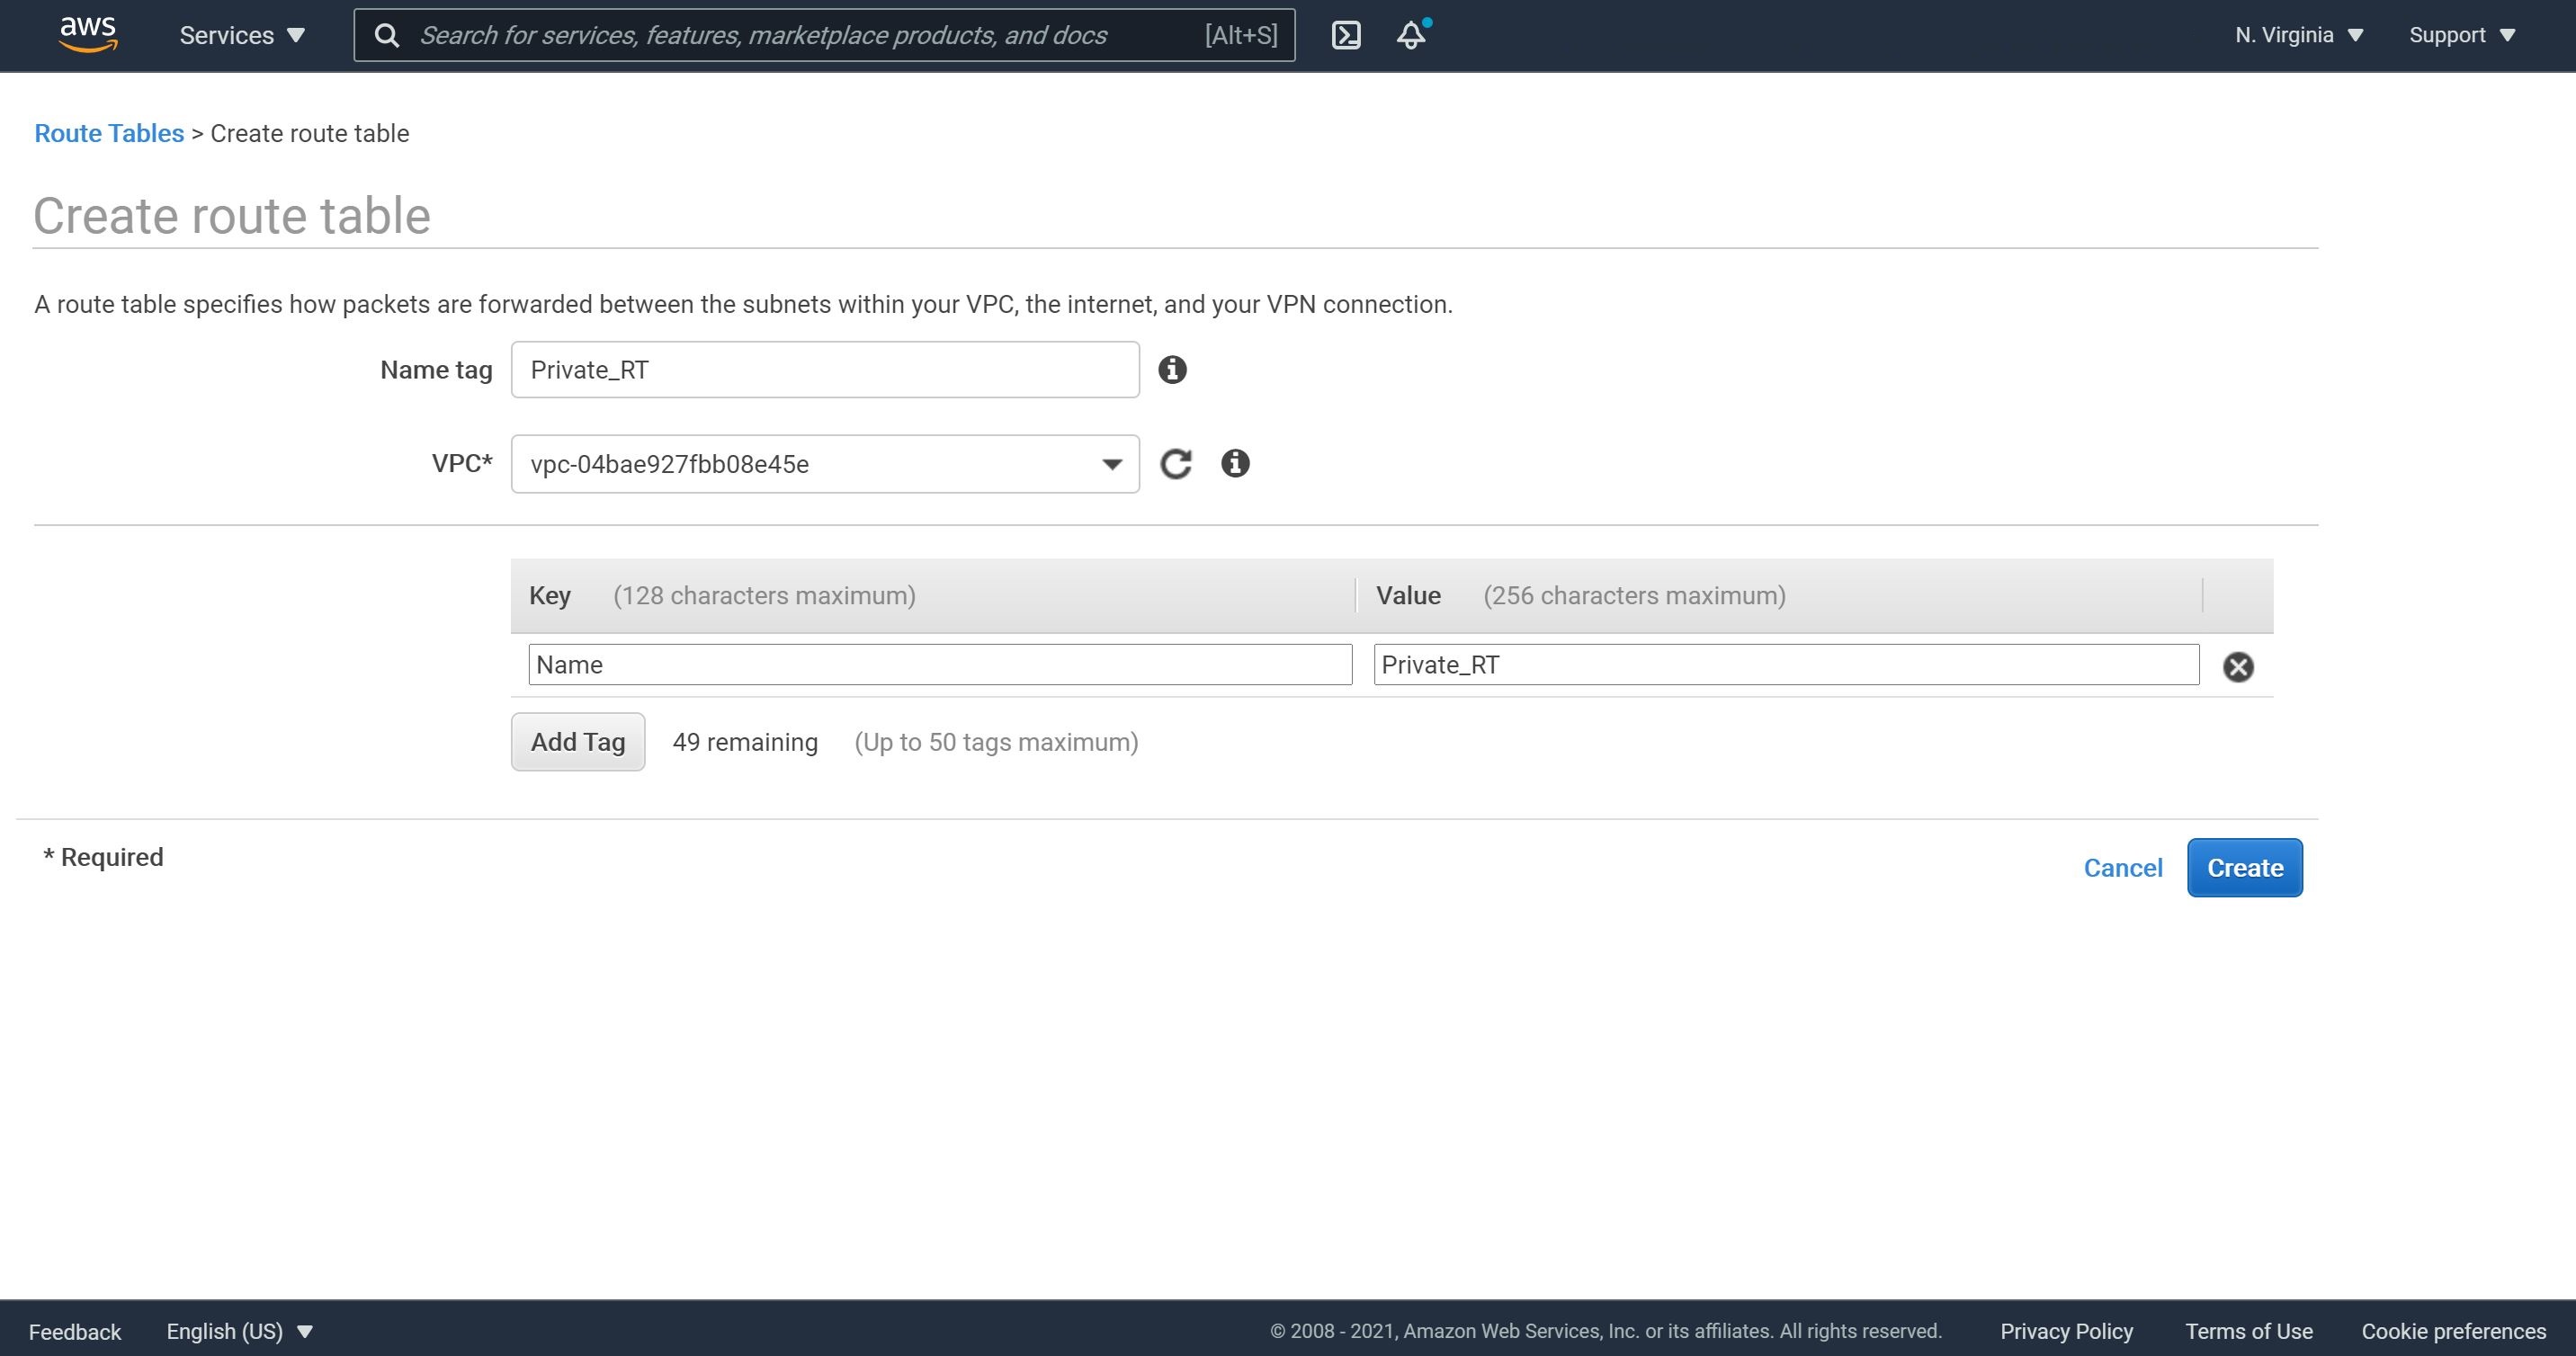 aws Services Search for services, features, marketplace products, and docs [Alt+S] N. Virginia Support
Route Tables > Create route table
Create route table
A route table specifies how packets are forwarded between the subnets within your VPC, the internet, and your VPN connection.
Name tag Private_RT
VPC* vpc-04bae927fbb08e45e
Key (128 characters maximum) Value (256 characters maximum)
Name Private_RT
Add Tag 49 remaining (Up to 50 tags maximum)
* Required
Cancel Create
Feedback English (US) © 2008 - 2021, Amazon Web Services, Inc. or its affiliates. All rights reserved. Privacy Policy Terms of Use Cookie preferences